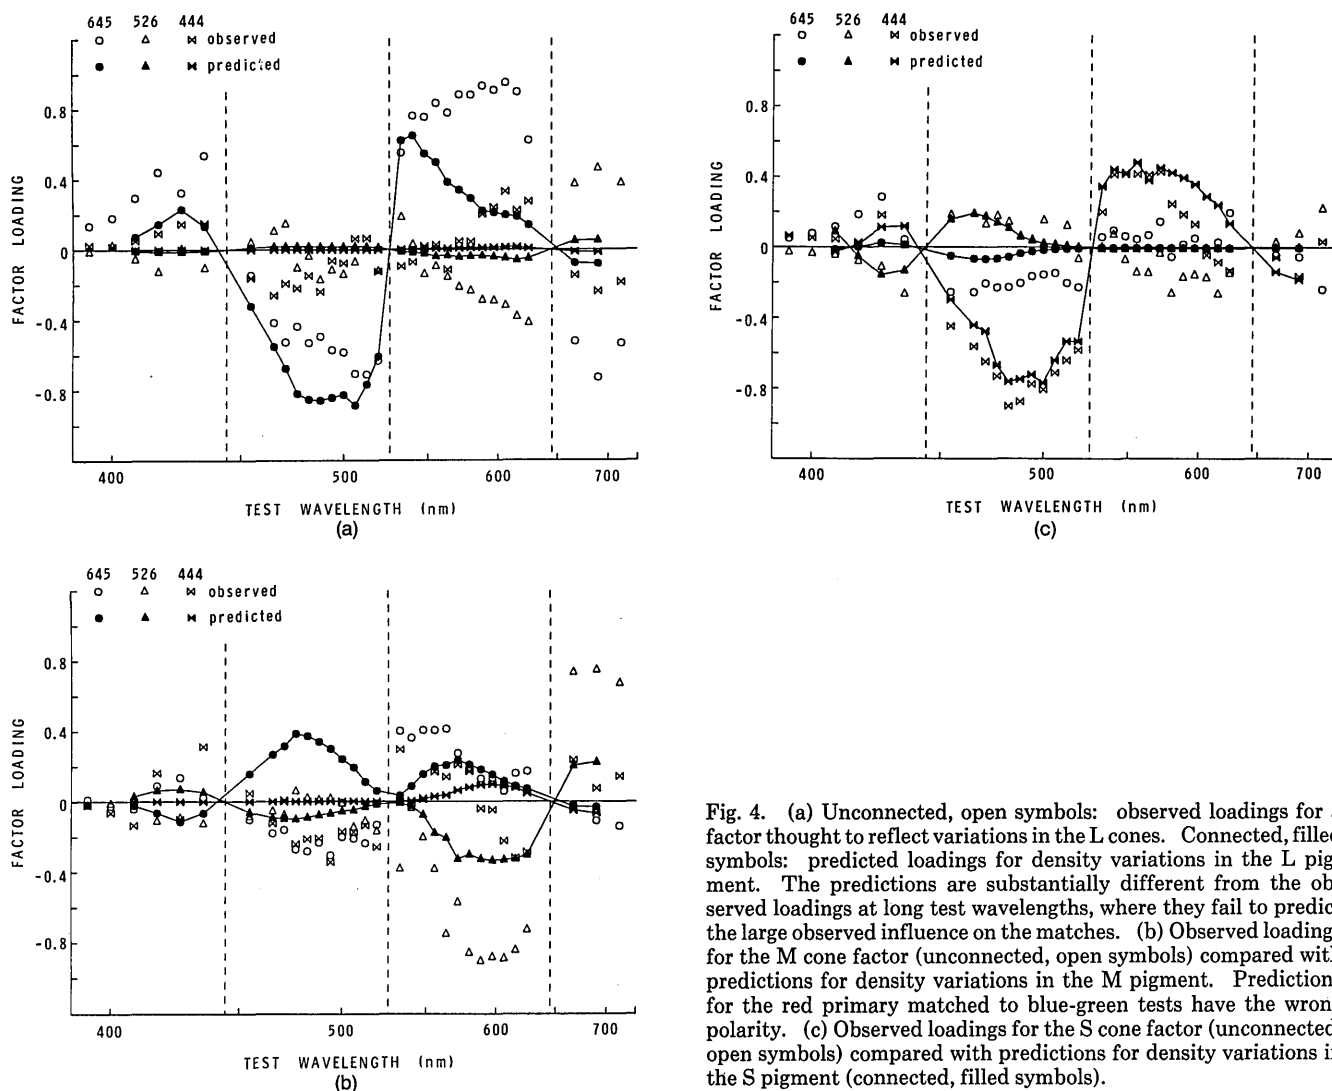 645 526 444
observed
predicted
0.8
0.4
0
-0.4
-0.8
FACTOR LOADING
400 500 600 700
TEST WAVELENGTH (nm)
(a)
645 526 444
observed
predicted
0.8
0.4
0
-0.4
-0.8
FACTOR LOADING
400 500 600 700
TEST WAVELENGTH (nm)
(c)
645 526 444
observed
predicted
0.8
0.4
0
-0.4
-0.8
FACTOR LOADING
400 500 600 700
TEST WAVELENGTH (nm)
(b)
Fig. 4. (a) Unconnected, open symbols: observed loadings for
factor thought to reflect variations in the L cones. Connected,
symbols: predicted loadings for density variations in the L pig-
ment. The predictions are substantially different from the ob-
served loadings at long test wavelengths, where they fail to
the large observed influence on the matches. (b) Observed
for the M cone factor (unconnected, open symbols) compared
predictions for density variations in the M pigment.
for the red primary matched to blue-green tests have the
polarity. (c) Observed loadings for the S cone factor
open symbols) compared with predictions for density variations
the S pigment (connected, filled symbols).